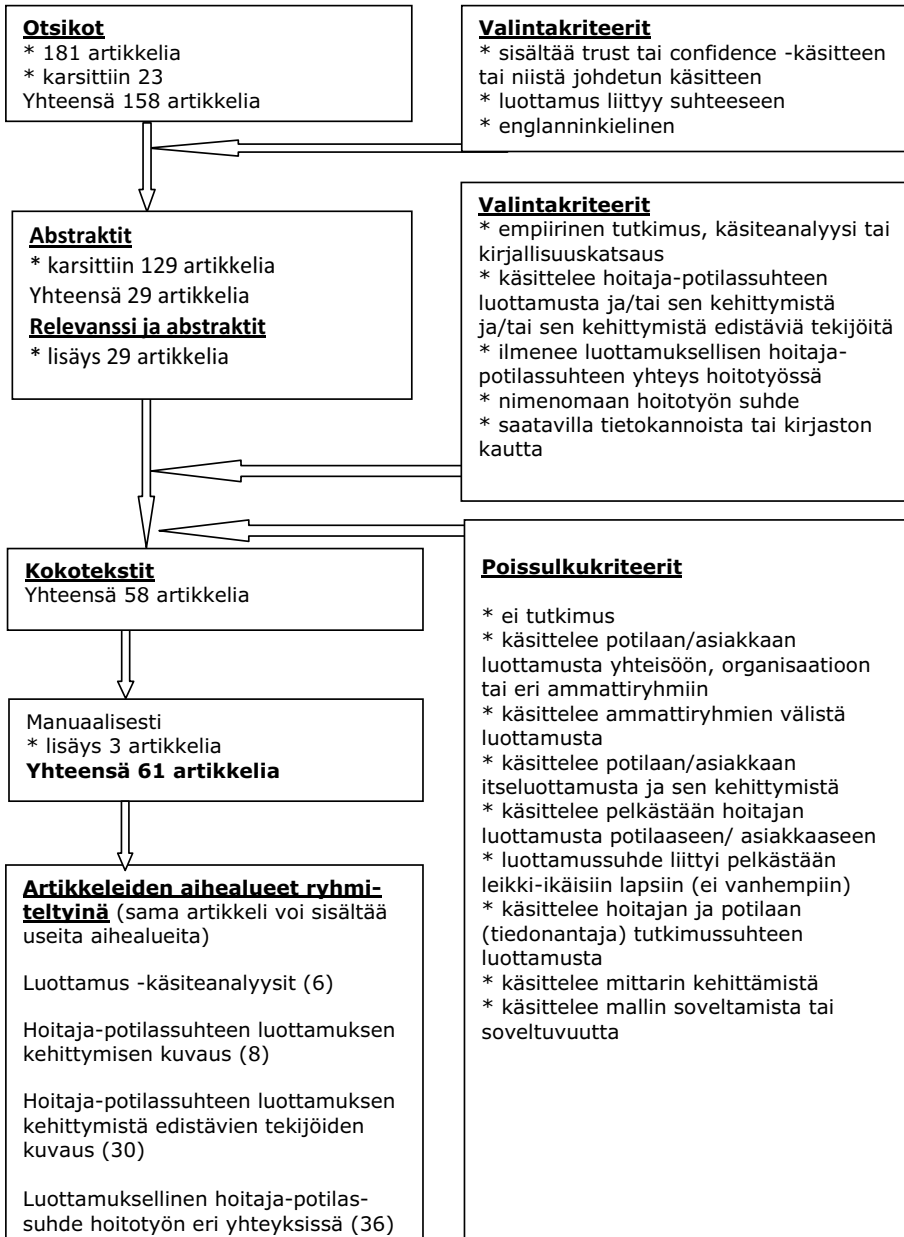 Otsikot
* 181 artikkelia
* karsittiin 23
Yhteensä 158 artikkelia
Valintakriteerit
* sisältää trust tai confidence -käsitteen
tai niistä johdetun käsitteen
* luottamus liittyy suhteeseen
* englanninkielinen
Abstraktit
* karsittiin 129 artikkelia
Yhteensä 29 artikkelia
Relevanssi ja abstraktit
* lisäys 29 artikkelia
Valintakriteerit
* empiirinen tutkimus, käsiteanalyysi tai
kirjallisuuskatsaus
* käsittelee hoitaja-potilassuhteen
luottamusta ja/tai sen kehittymistä
ja/tai sen kehittymistä edistäviä tekijöitä
* ilmenee luottamuksellisen hoitaja-
potilassuhteen yhteys hoitotyössä
* nimenomaan hoitotyön suhde
* saatavilla tietokannoista tai kirjaston
kautta
Kokotekstit
Yhteensä 58 artikkelia
Manuaalisesti
* lisäys 3 artikkelia
Yhteensä 61 artikkelia
Poissulkukriteerit
* ei tutkimus
* käsittelee potilaan/asiakkaan
luottamusta yhteisöön, organisaatioon
tai eri ammattiryhmiin
* käsittelee ammattiryhmien välistä
luottamusta
* käsittelee potilaan/asiakkaan
itseluottamusta ja sen kehittymistä
* käsittelee pelkästään hoitajan
luottamusta potilaaseen/ asiakkaaseen
* luottamussuhde liittyi pelkästään
leikki-ikäisiin lapsiin (ei vanhempiin)
* käsittelee hoitajan ja potilaan
(tiedonantaja) tutkimussuhteen
luottamusta
* käsittelee mittarin kehittämistä
* käsittelee mallin soveltamista tai
soveltuvuutta
Artikkeleiden aihealueet ryhmi-
teltyinä (sama artikkeli voi sisältää
useita aihealueita)
Luottamus -käsiteanalyysit (6)
Hoitaja-potilassuhteen luottamuksen
kehittymisen kuvaus (8)
Hoitaja-potilassuhteen luottamuksen
kehittymistä edistävien tekijöiden
kuvaus (30)
Luottamuksellinen hoitaja-potilas-
suhde hoitotyön eri yhteyksissä (36)